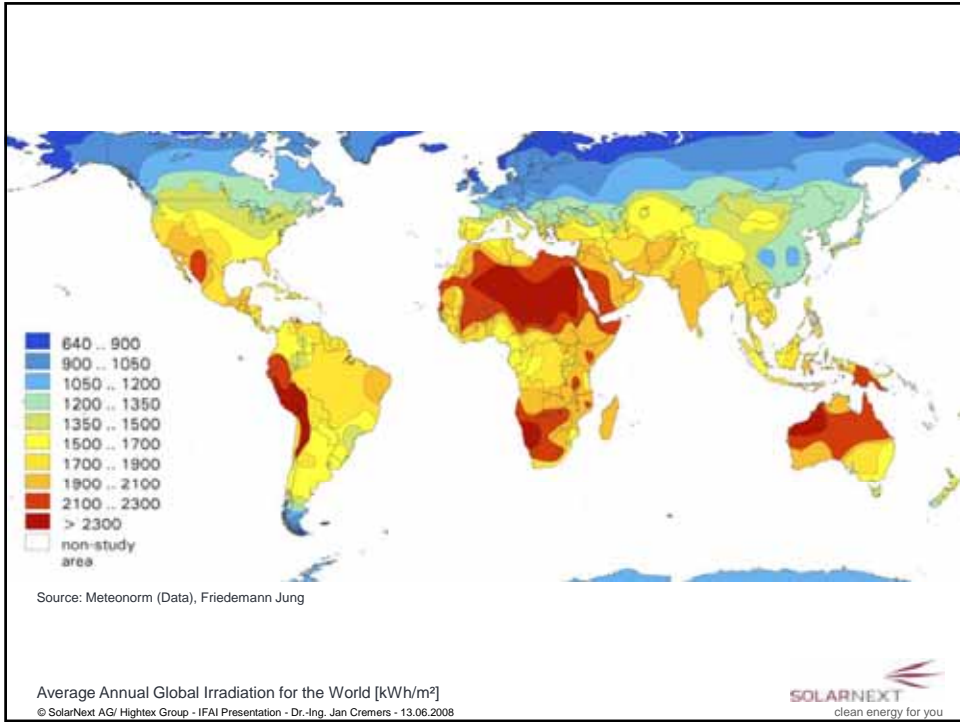 640 .. 900
900 .. 1050
1050 .. 1200
1200 .. 1350
1350 .. 1500
1500 .. 1700
1700 .. 1900
1900 .. 2100
2100 .. 2300
> 2300
non-study
area
Source: Meteonorm (Data), Friedemann Jung
Average Annual Global Irradiation for the World [kWh/m²]
© SolarNext AG/ Hightex Group - IFAI Presentation - Dr.-Ing. Jan Cremers - 13.06.2008
SOLARNEXT
clean energy for you